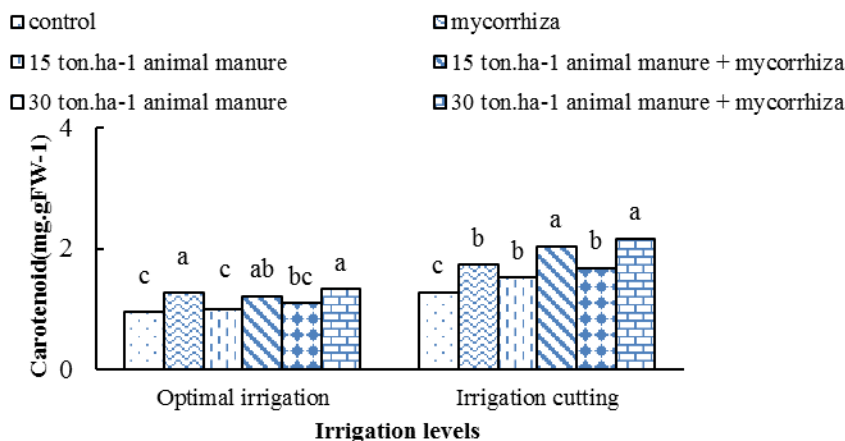 control
mycorrhiza
15 ton.ha-1 animal manure
15 ton.ha-1 animal manure + mycorrhiza
30 ton.ha-1 animal manure
30 ton.ha-1 animal manure + mycorrhiza
Carotenoid(mg.gFW-1)
4
2
0
c a c ab bc a
c b b a b a
Optimal irrigation
Irrigation cutting
Irrigation levels